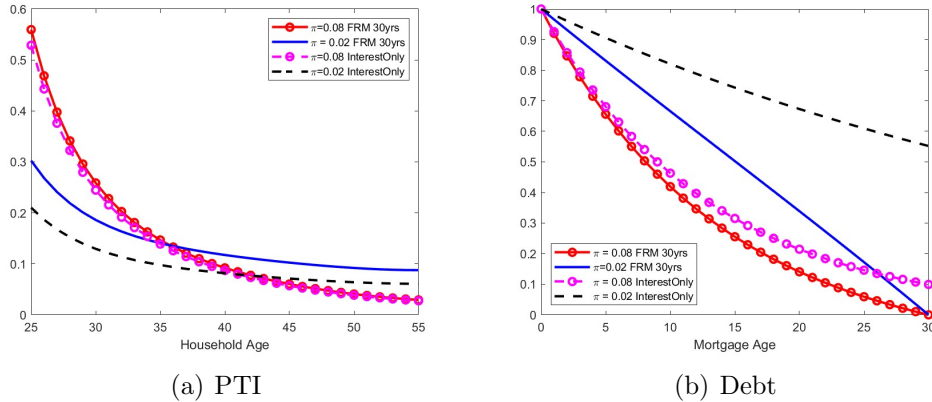 0.6
0.5
0.4
0.3
0.2
0.1
0
25
30
35
40
45
50
55
Household Age
π=0.08 FRM 30yrs
π = 0.02 FRM 30yrs
π=0.08 InterestOnly
π=0.02 InterestOnly
(a) PTI
1
0.9
0.8
0.7
0.6
0.5
0.4
0.3
0.2
0.1
0
0
5
10
15
20
25
30
Mortgage Age
π = 0.08 FRM 30yrs
π=0.02 FRM 30yrs
π = 0.08 InterestOnly
π = 0.02 InterestOnly
(b) Debt